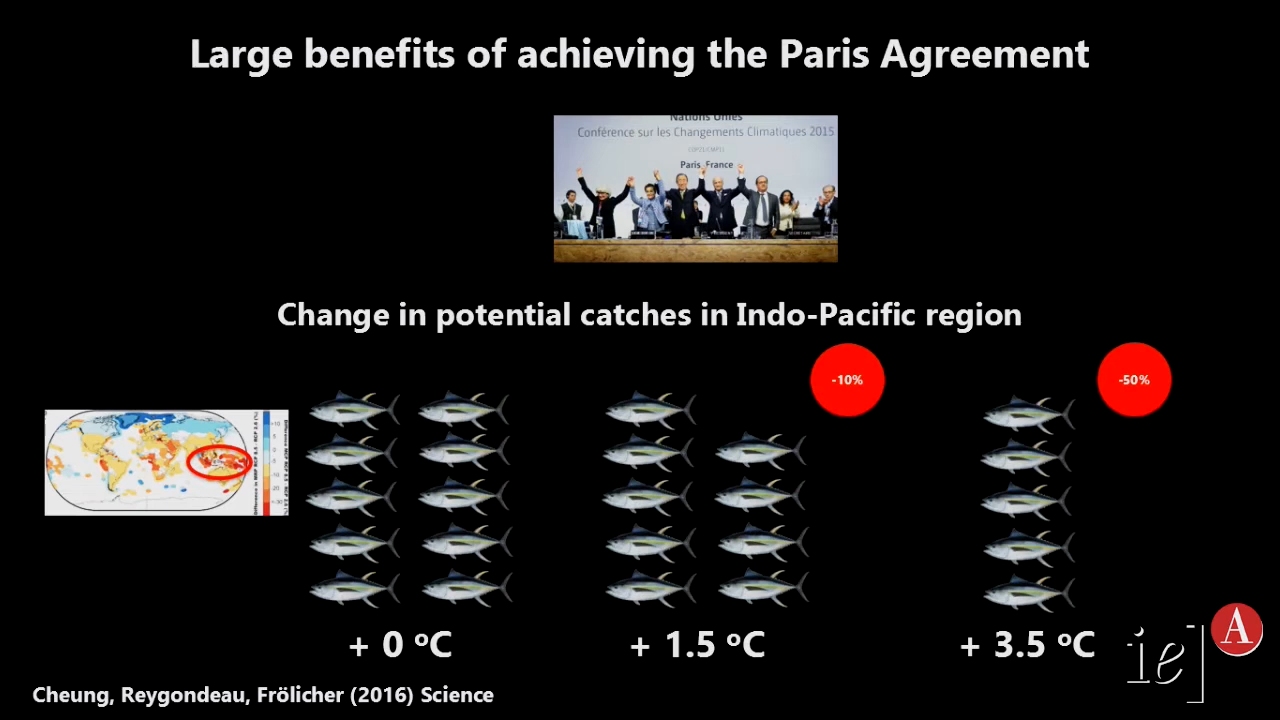 Large benefits of achieving the Paris Agreement
Nations Unies
Conférence sur les Changements Climatiques 2015
COP21/CMP11
Paris, France
Change in potential catches in Indo-Pacific region
-10%
-50%
+ 0 ºC
+ 1.5 ºC
+ 3.5 ºC
ie]
A
Cheung, Reygondeau, Frölicher (2016) Science